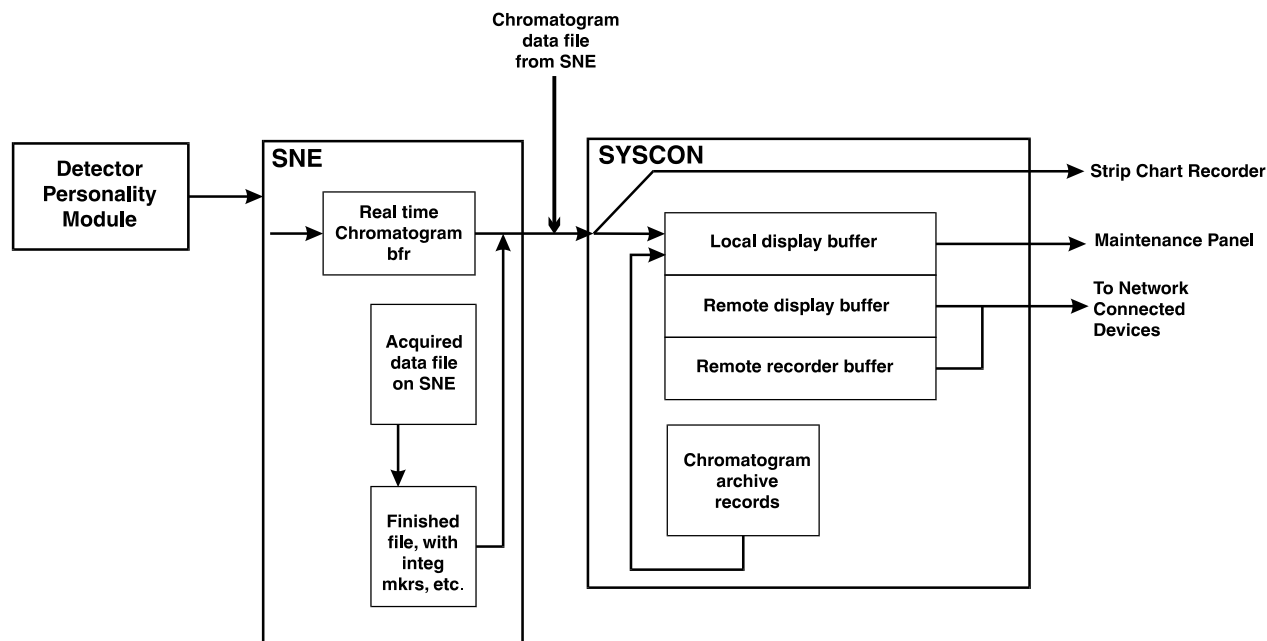 Chromatogram
data file
from SNE
Detector
Personality
Module
SNE
Real time
Chromatogram
bfr
Acquired
data file
on SNE
Finished
file, with
integ
mkrs, etc.
SYSCON
Local display buffer
Remote display buffer
Remote recorder buffer
Chromatogram
archive
records
Strip Chart Recorder
Maintenance Panel
To Network
Connected
Devices